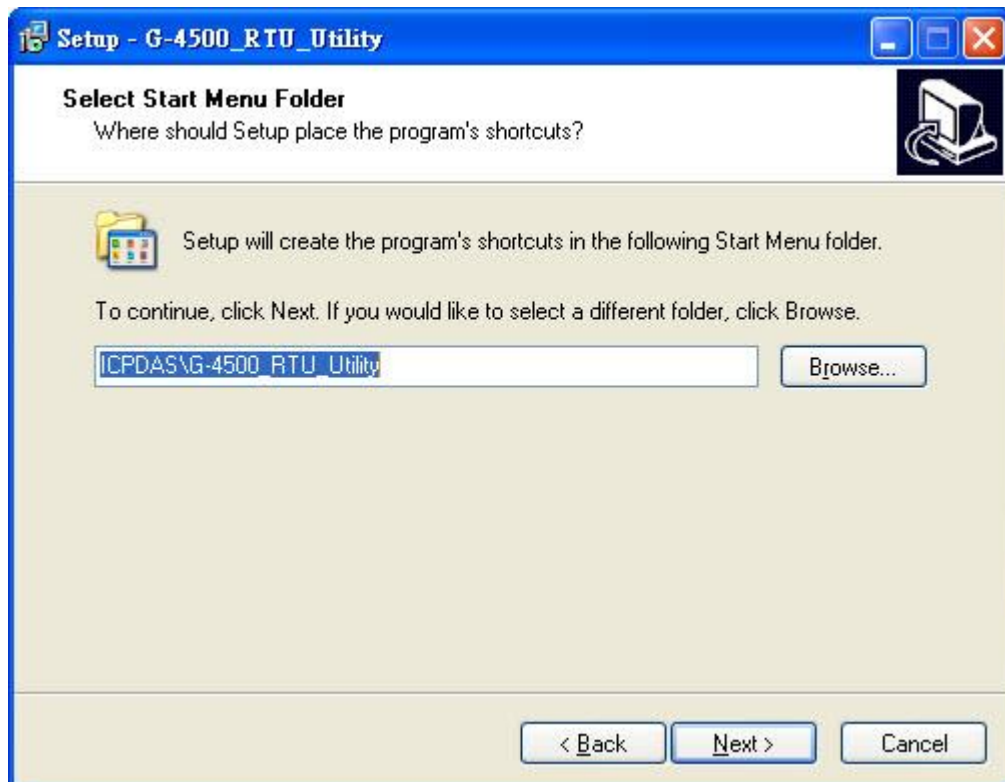 Setup - G-4500_RTU_Utility
Select Start Menu Folder
Where should Setup place the program's shortcuts?
Setup will create the program's shortcuts in the following Start Menu folder.
To continue, click Next. If you would like to select a different folder, click Browse.
ICPDAS\G-4500_RTU_Utility
Browse...
< Back
Next >
Cancel